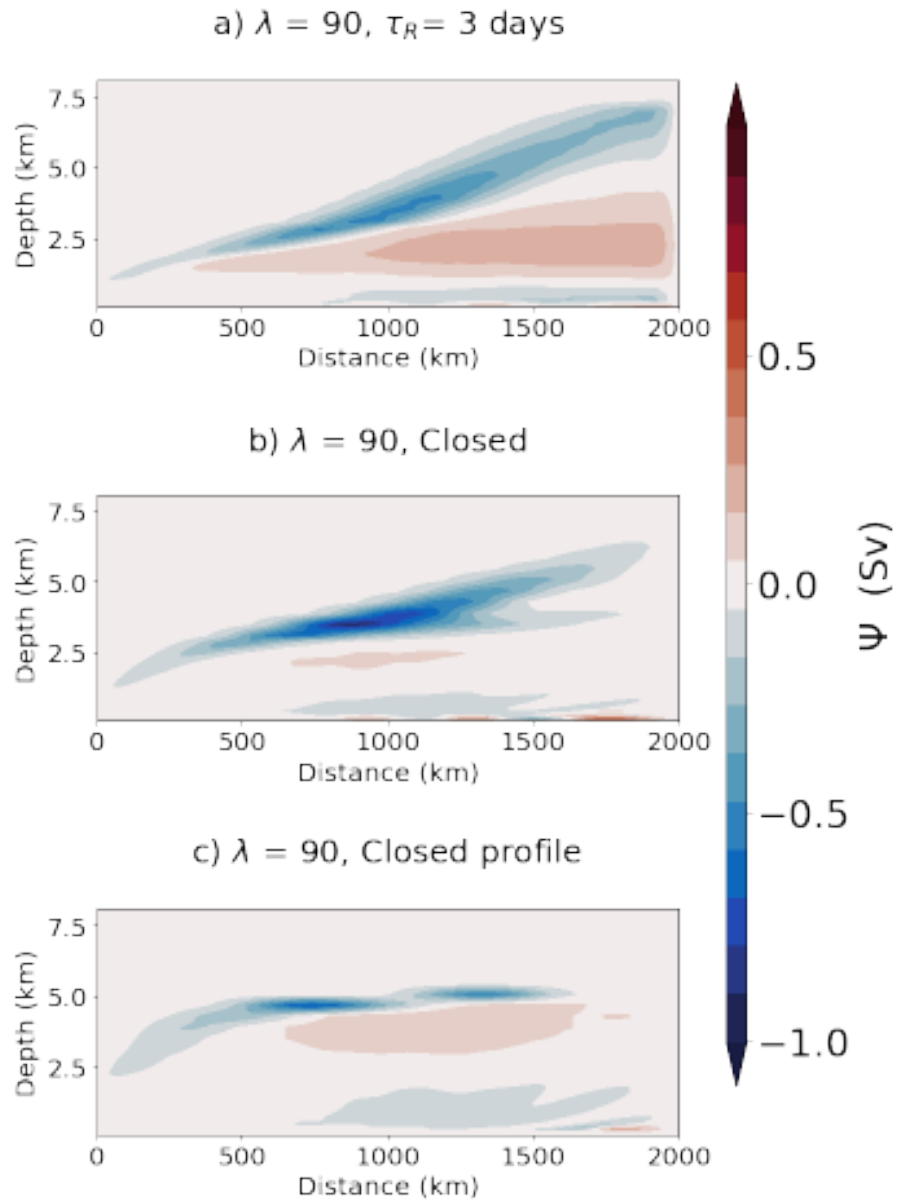 a) λ = 90, τR= 3 days
7.5
5.0
2.5
Depth (km)
0 500 1000 1500 2000
Distance (km)
b) λ = 90, Closed
7.5
5.0
2.5
Depth (km)
0 500 1000 1500 2000
Distance (km)
c) λ = 90, Closed profile
7.5
5.0
2.5
Depth (km)
0 500 1000 1500 2000
Distance (km)
0.5
0.0
−0.5
−1.0
Ψ (Sv)